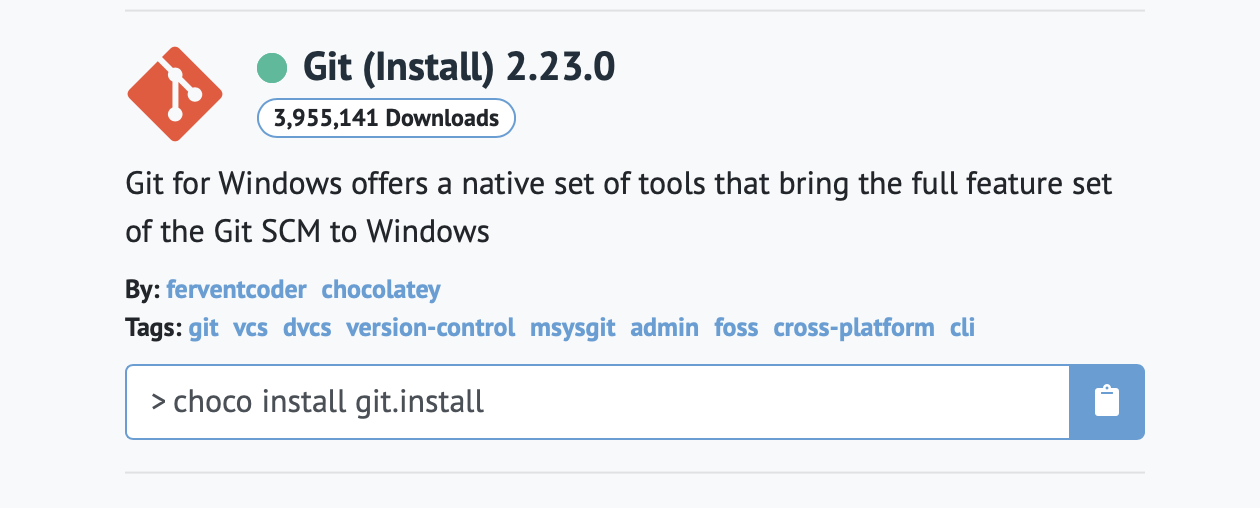 Git (Install) 2.23.0
3,955,141 Downloads
Git for Windows offers a native set of tools that bring the full feature set
of the Git SCM to Windows
By: ferventcoder chocolatey
Tags: git vcs dvcs version-control msysgit admin foss cross-platform cli
> choco install git.install